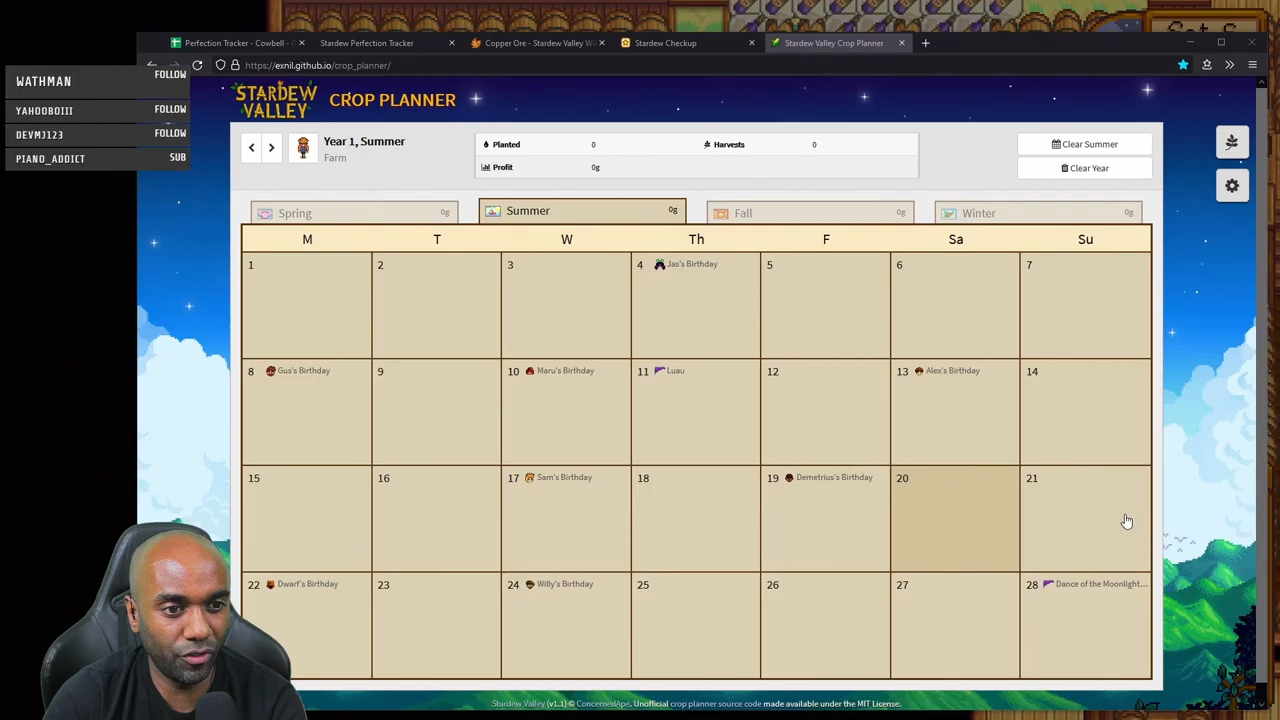 Perfection Tracker - Cowbell -
Stardew Perfection Tracker
Copper Ore - Stardew Valley Wi
Stardew Checkup
Stardew Valley Crop Planner
https://exnil.github.io/crop_planner/
WATHMAN FOLLOW
YAHOOBOIII FOLLOW
DEVMJ123 FOLLOW
PIANO_ADDICT SUB
STARDEW VALLEY
CROP PLANNER
Year 1, Summer
Farm
Planted 0 Harvests 0
Profit 0g
Clear Summer
Clear Year
Spring 0g
Summer 0g
Fall 0g
Winter 0g
M T W Th F Sa Su
1 2 3 4 Jas's Birthday 5 6 7
8 Gus's Birthday 9 10 Maru's Birthday 11 Luau 12 13 Alex's Birthday 14
15 16 17 Sam's Birthday 18 19 Demetrius's Birthday 20 21
22 Dwarf's Birthday 23 24 Willy's Birthday 25 26 27 28 Dance of the Moonlight...
Stardew Valley (v1.1) © ConcernedApe. Unofficial crop planner source code made available under the MIT License.